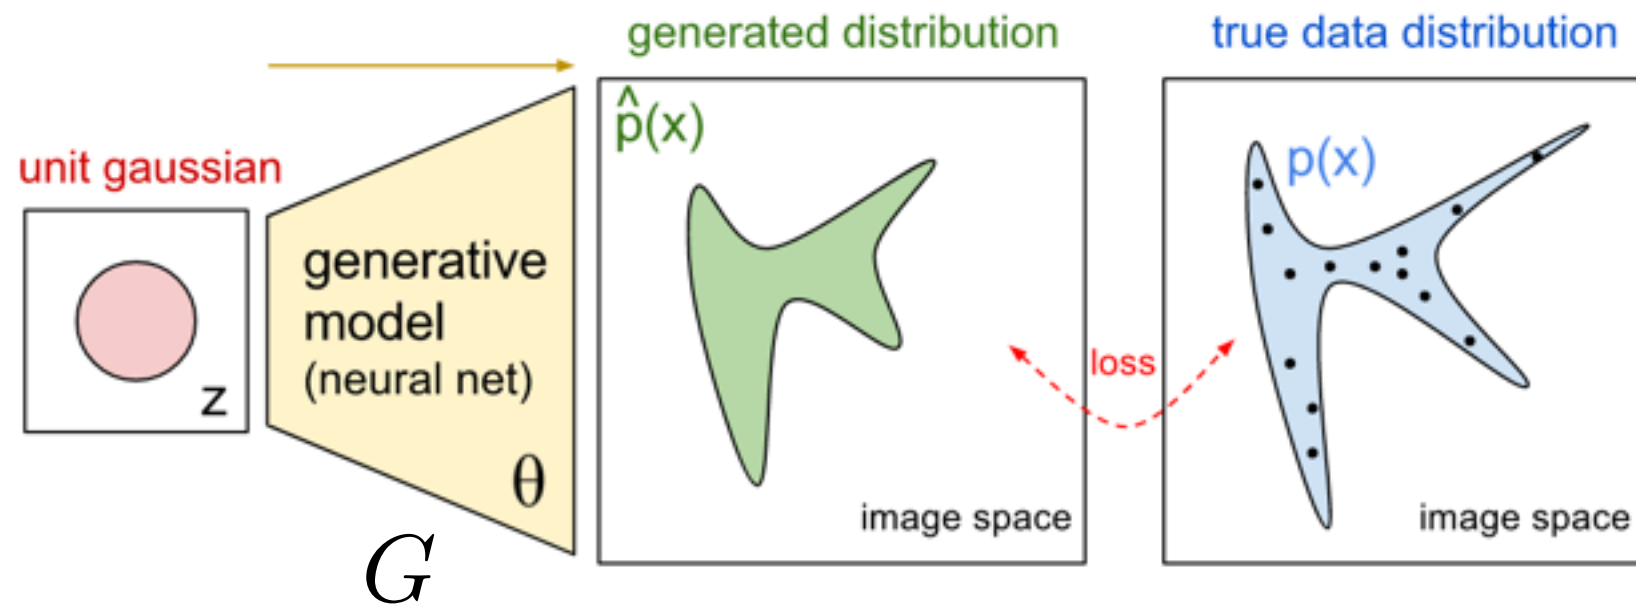 generated distribution
true data distribution
p̂(x)
p(x)
unit gaussian
generative
model
(neural net)
z
θ
loss
image space
image space
G